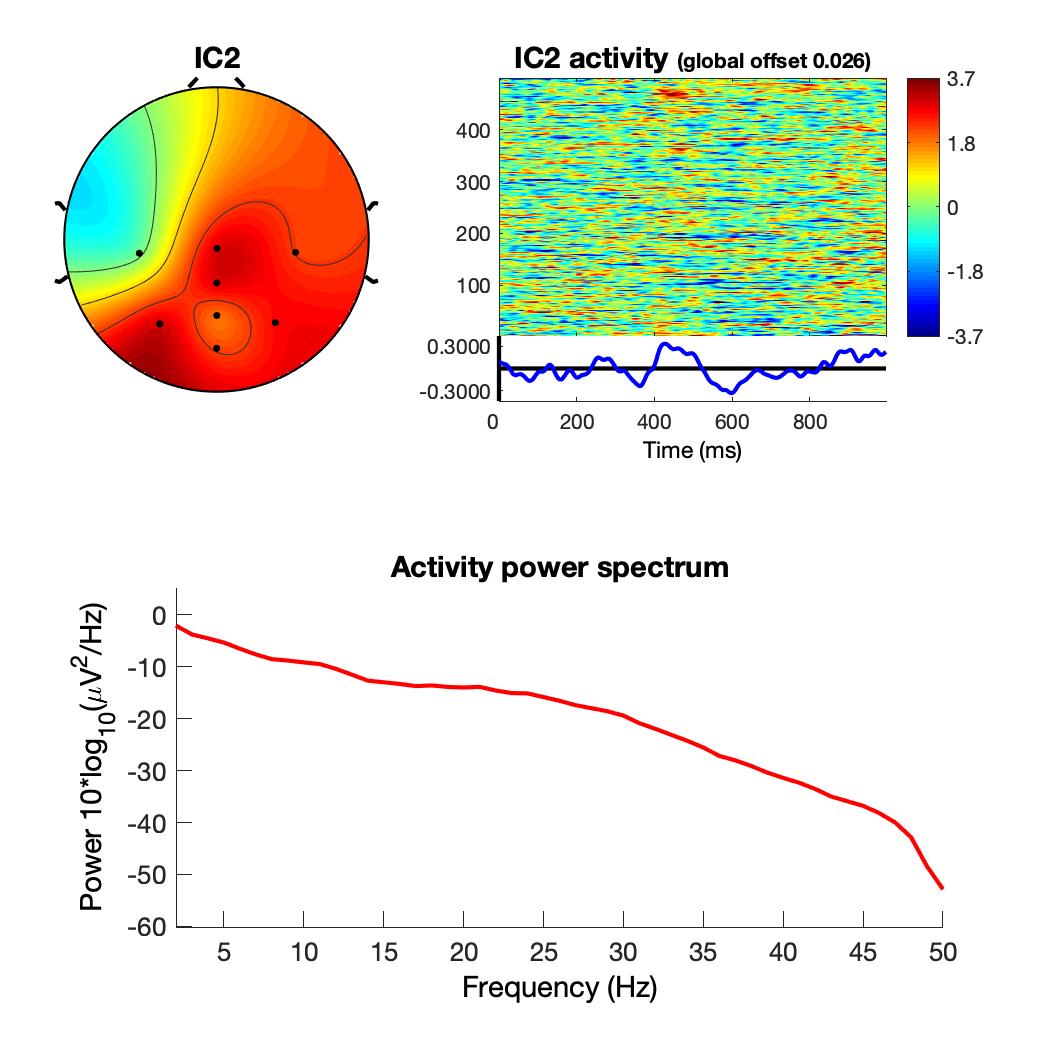 IC2
IC2 activity (global offset 0.026)
400
300
200
100
3.7
1.8
0
-1.8
-3.7
0.3000
-0.3000
0 200 400 600 800
Time (ms)
Activity power spectrum
Power 10*log10(μV2/Hz)
0
-10
-20
-30
-40
-50
-60
5 10 15 20 25 30 35 40 45 50
Frequency (Hz)